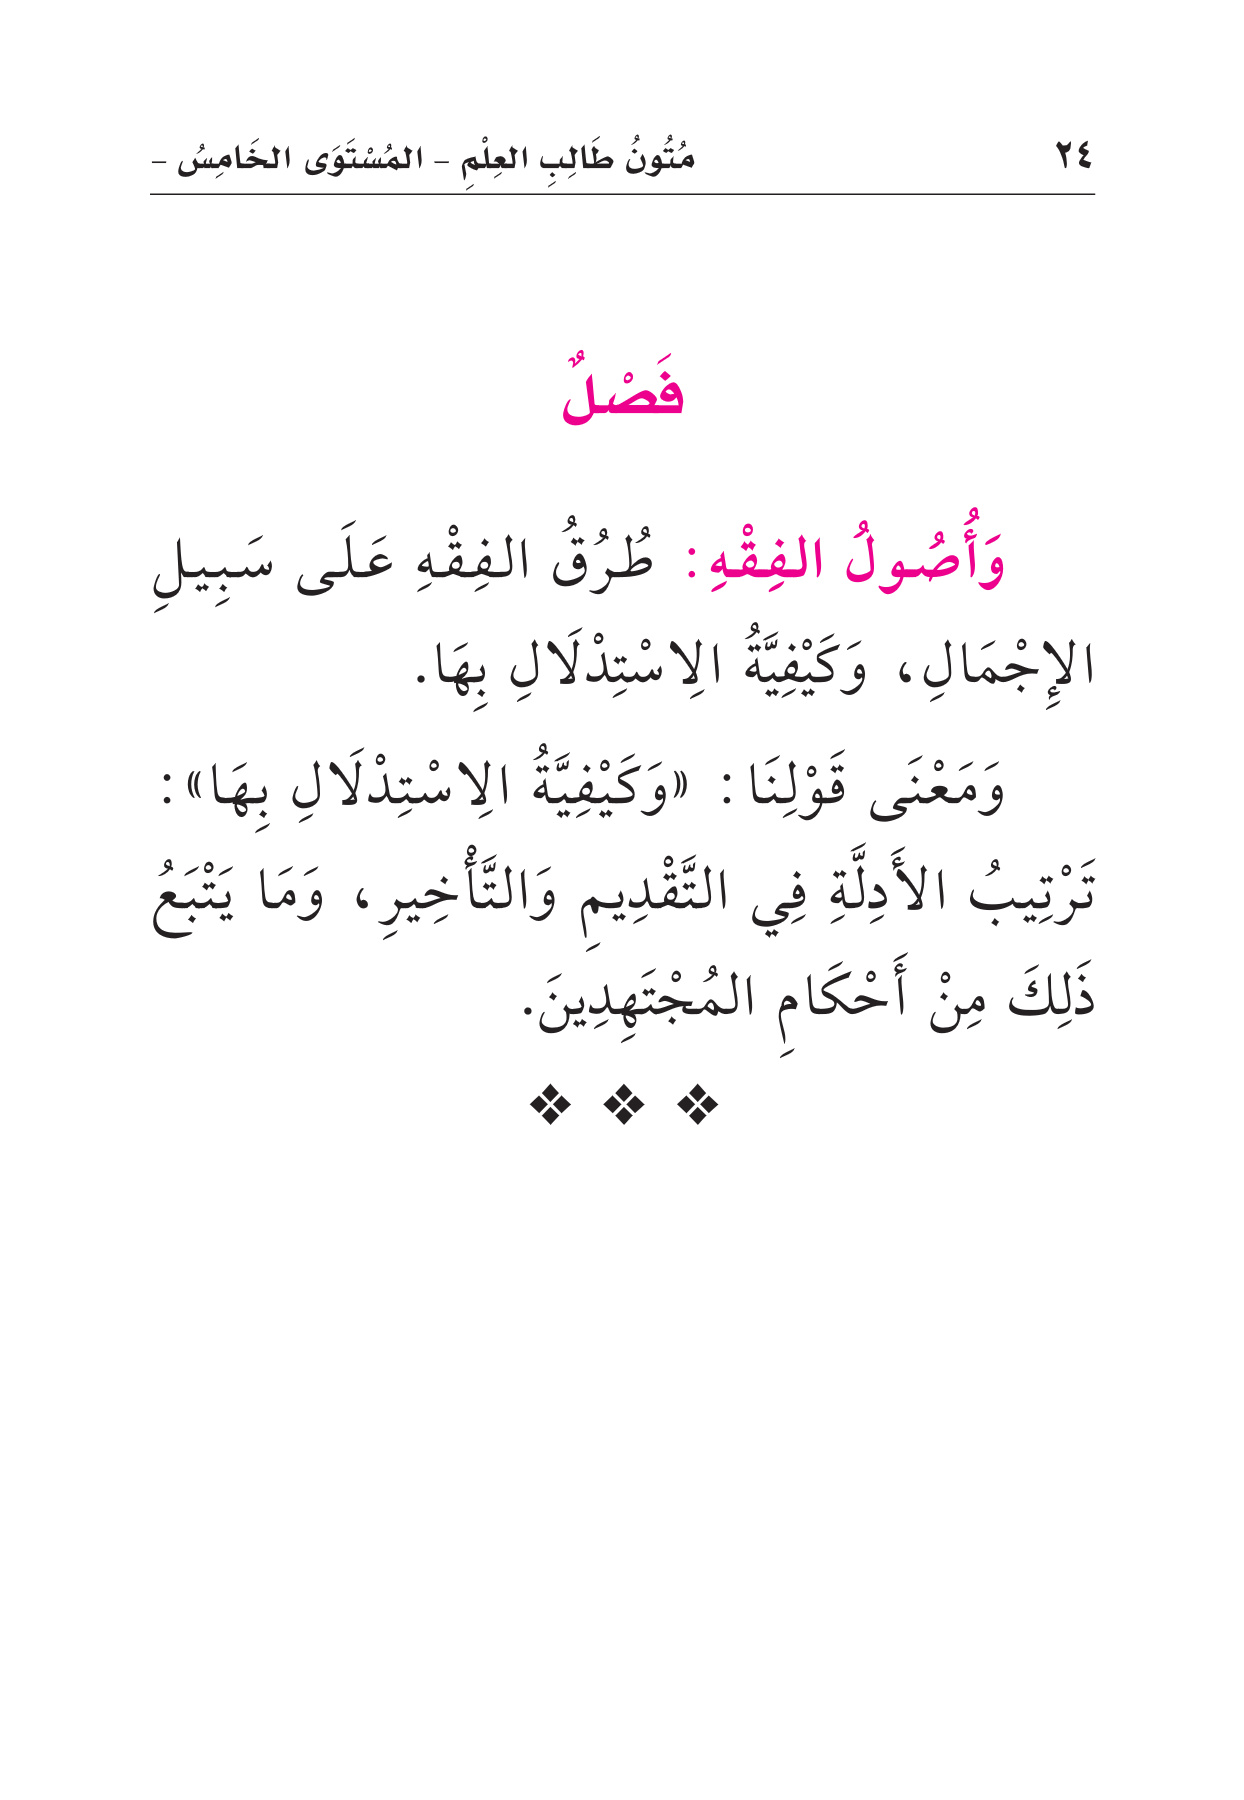 ٢٤ مُتُونُ طَالِبِ العِلْمِ – المُسْتَوَى الخَامِسُ –
فَصْلٌ
وَأُصُولُ الفِقْهِ: طُرُقُ الفِقْهِ عَلَى سَبِيلِ
الإِجْمَالِ، وَكَيْفِيَّةُ الِاسْتِدْلَالِ بِهَا.
وَمَعْنَى قَوْلِنَا: «وَكَيْفِيَّةُ الِاسْتِدْلَالِ بِهَا»:
تَرْتِيبُ الأَدِلَّةِ فِي التَّقْدِيمِ وَالتَّأْخِيرِ، وَمَا يَتْبَعُ
ذَلِكَ مِنْ أَحْكَامِ المُجْتَهِدِينَ.
❖ ❖ ❖